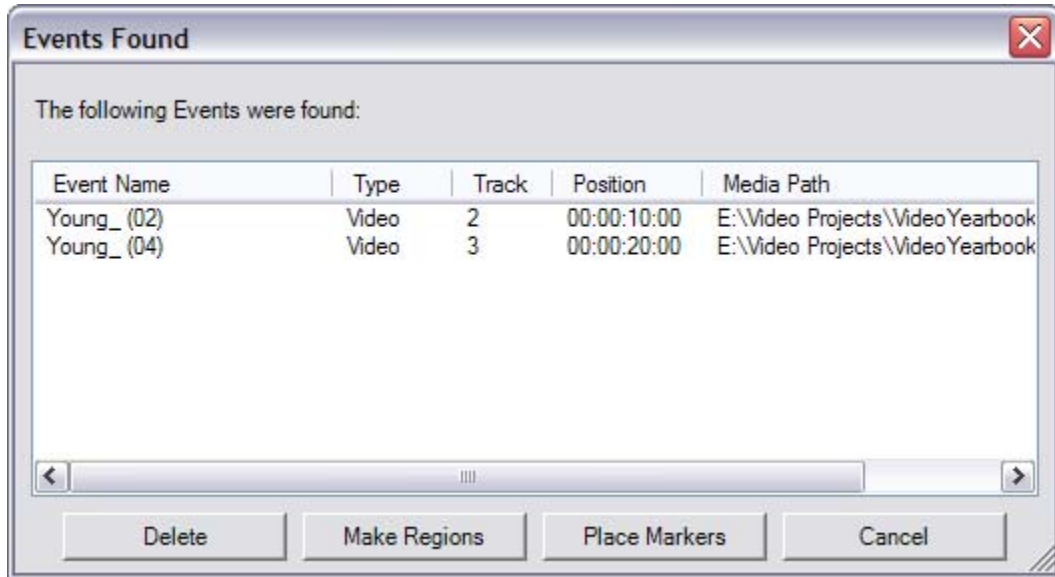 Events Found
The following Events were found:
Event Name Type Track Position Media Path
Young_ (02) Video 2 00:00:10:00 E:\Video Projects\VideoYearbook
Young_ (04) Video 3 00:00:20:00 E:\Video Projects\VideoYearbook
Delete Make Regions Place Markers Cancel